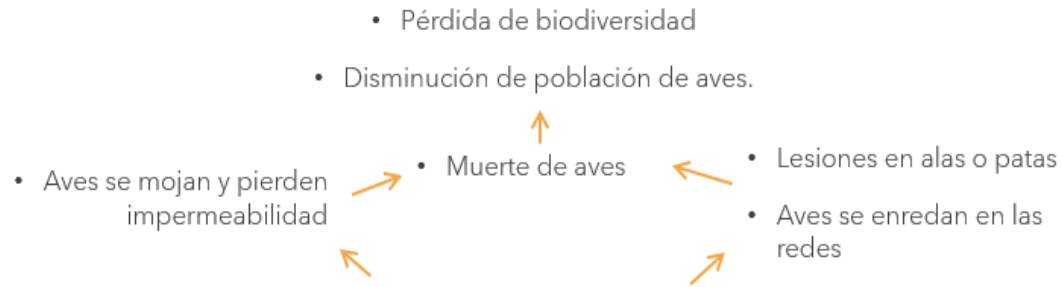 • Pérdida de biodiversidad
• Disminución de población de aves.
• Muerte de aves
• Aves se mojan y pierden
impermeabilidad
• Lesiones en alas o patas
• Aves se enredan en las
redes